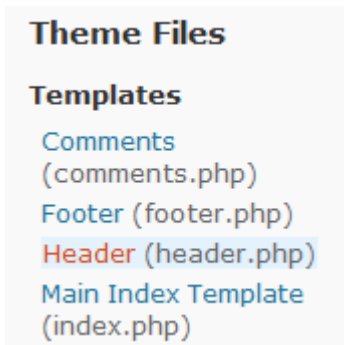 Theme Files
Templates
Comments
(comments.php)
Footer (footer.php)
Header (header.php)
Main Index Template
(index.php)